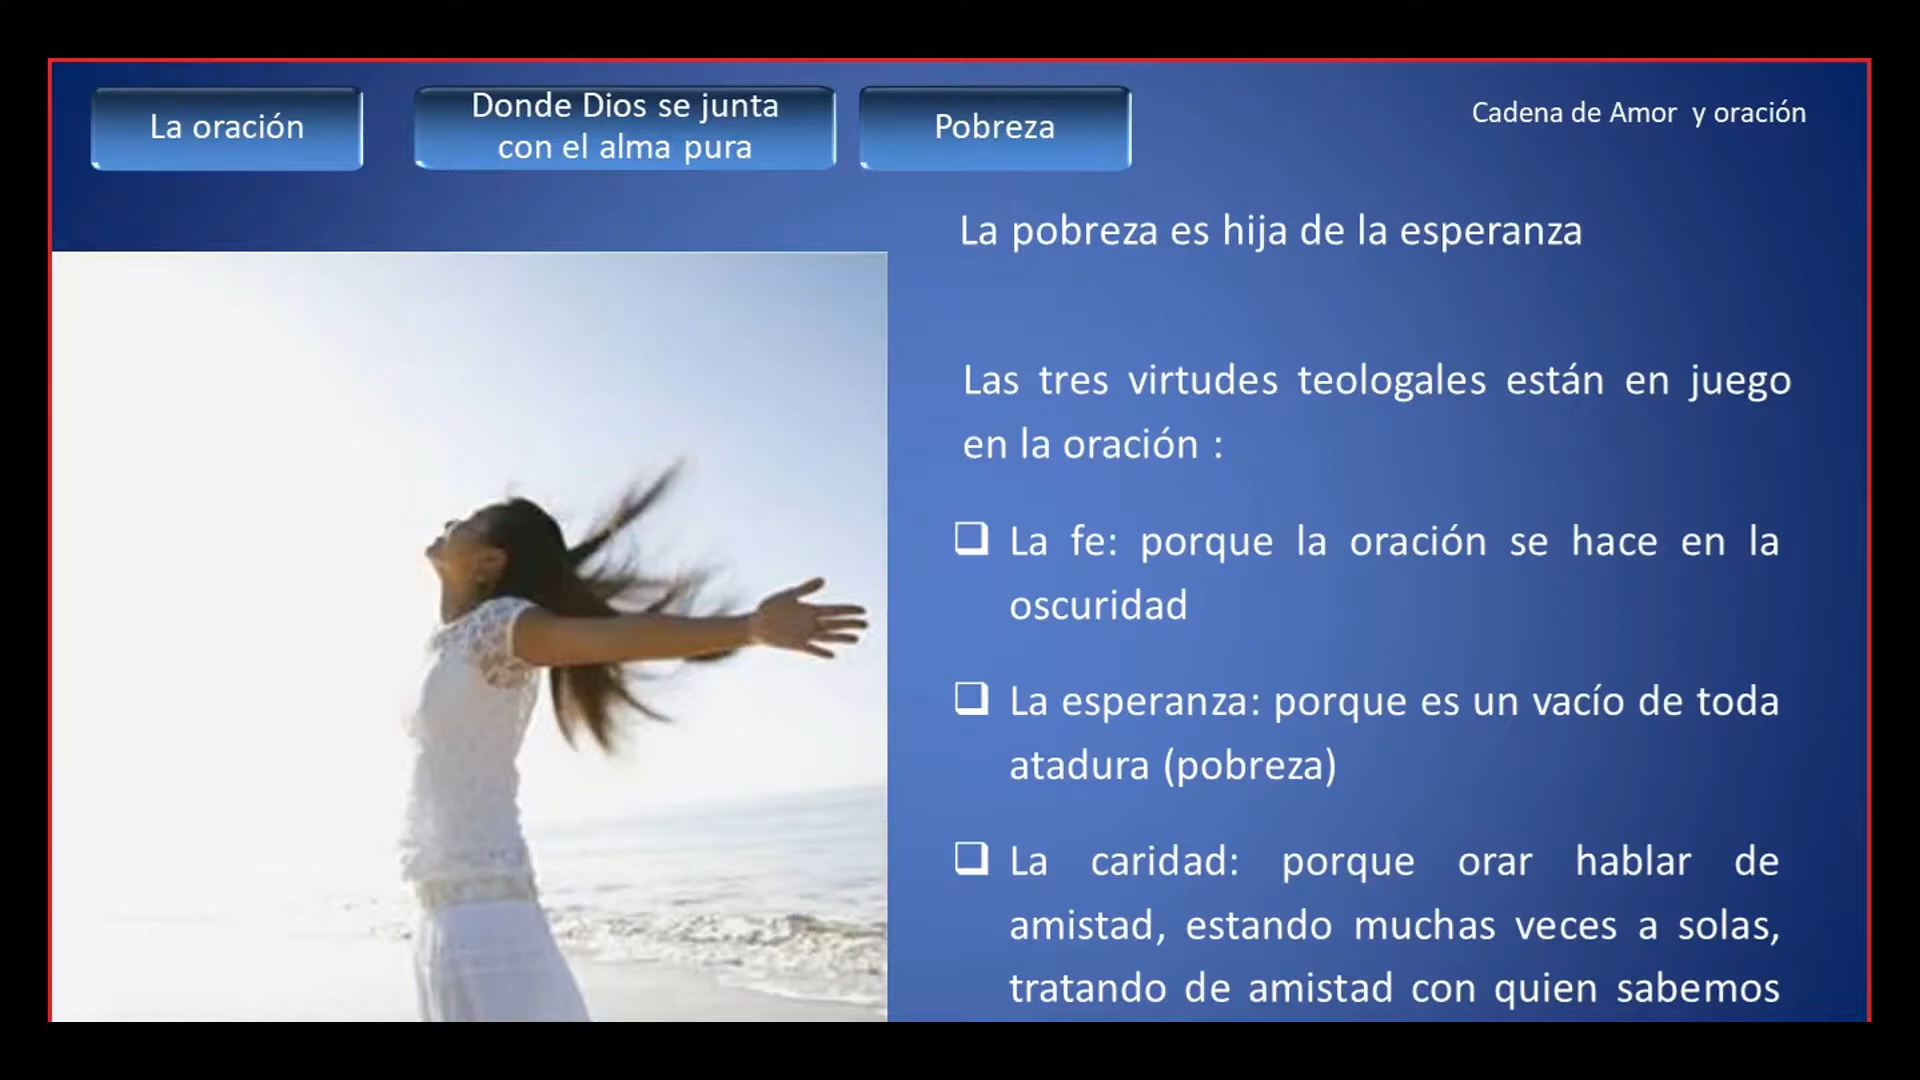 La oración
Donde Dios se junta
con el alma pura
Pobreza
Cadena de Amor y oración
La pobreza es hija de la esperanza
Las tres virtudes teologales están en juego
en la oración :
❑ La fe: porque la oración se hace en la
oscuridad
❑ La esperanza: porque es un vacío de toda
atadura (pobreza)
❑ La caridad: porque orar hablar de
amistad, estando muchas veces a solas,
tratando de amistad con quien sabemos